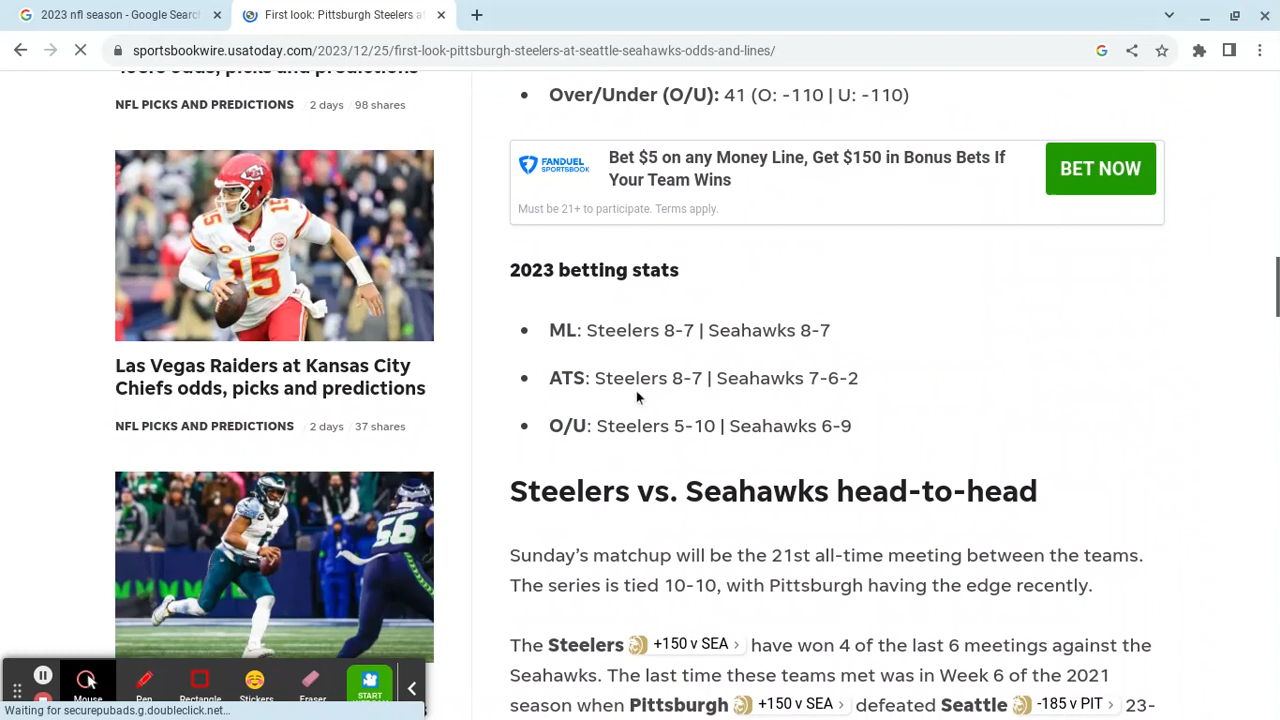 2023 nfl season - Google Searc
First look: Pittsburgh Steelers at
sportsbookwire.usatoday.com/2023/12/25/first-look-pittsburgh-steelers-at-seattle-seahawks-odds-and-lines/
49ers odds, picks and predictions
NFL PICKS AND PREDICTIONS 2 days / 98 shares
Las Vegas Raiders at Kansas City
Chiefs odds, picks and predictions
NFL PICKS AND PREDICTIONS 2 days / 37 shares
• Over/Under (O/U): 41 (O: -110 | U: -110)
FANDUEL
SPORTSBOOK
Bet $5 on any Money Line, Get $150 in Bonus Bets If
Your Team Wins
BET NOW
Must be 21+ to participate. Terms apply.
2023 betting stats
• ML: Steelers 8-7 | Seahawks 8-7
• ATS: Steelers 8-7 | Seahawks 7-6-2
• O/U: Steelers 5-10 | Seahawks 6-9
Steelers vs. Seahawks head-to-head
Sunday's matchup will be the 21st all-time meeting between the teams.
The series is tied 10-10, with Pittsburgh having the edge recently.
The Steelers +150 v SEA > have won 4 of the last 6 meetings against the
Seahawks. The last time these teams met was in Week 6 of the 2021
season when Pittsburgh +150 v SEA > defeated Seattle -185 v PIT > 23-
Mouse
Pen
Rectangle
Stickers
Eraser
START
Waiting for securepubads.g.doubleclick.net...